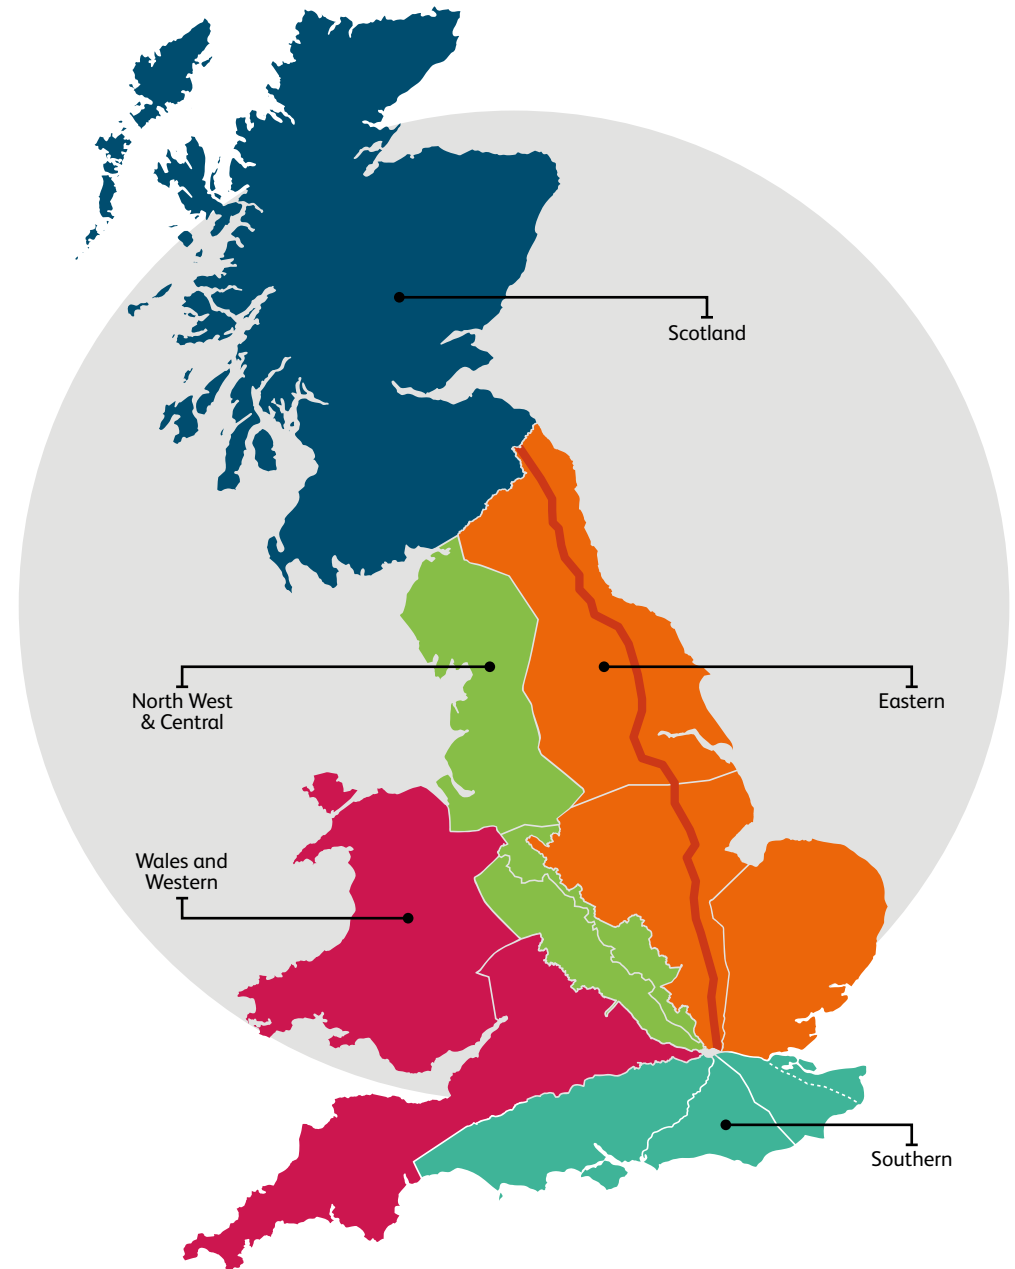 Scotland
North West
& Central
Eastern
Wales and
Western
Southern